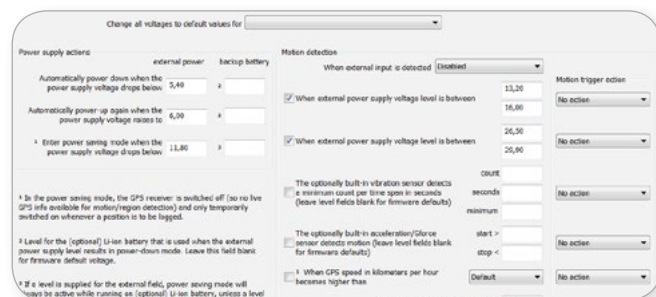 Change all voltages to default values for
Power supply actions
external power backup battery
Automatically power down when the
power supply voltage drops below 5,40 2
Automatically power-up again when the
power supply voltage raises to 6,00 2
1 Enter power saving mode when the
power supply voltage drops below 11,80 3
1 In the power saving mode, the GPS receiver is switched off (so no live
GPS info available for motion/region detection) and only temporarily
switched on whenever a position is to be logged.
2 Level for the (optional) Li-ion battery that is used when the external
power supply level results in power-down mode. Leave this field blank
for firmware default voltage.
3 If a level is supplied for the external field, power saving mode will
always be active while running on (optional) Li-ion battery, unless a level
Motion detection
When external input is detected Disabled
Motion trigger action
13,20
When external power supply voltage level is between No action
16,00
26,50
When external power supply voltage level is between No action
29,00
count
The optionally built-in vibration sensor detects
a minimum count per time span in seconds seconds No action
(leave level fields blank for firmware defaults)
minimum
The optionally built-in acceleration/Gforce start >
sensor detects motion (leave level fields blank No action
for firmware defaults) stop <
1 When GPS speed in kilometers per hour Default No action
becomes higher than